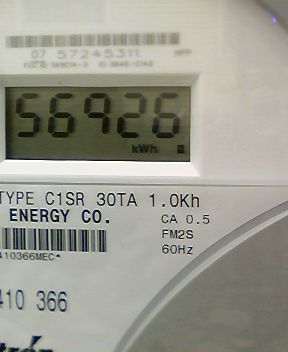 07 57245311
56926
kWh
TYPE C1SR 30TA 1.0Kh
ENERGY CO.
CA 0.5
FM2S
60Hz
410366MEC*
410 366